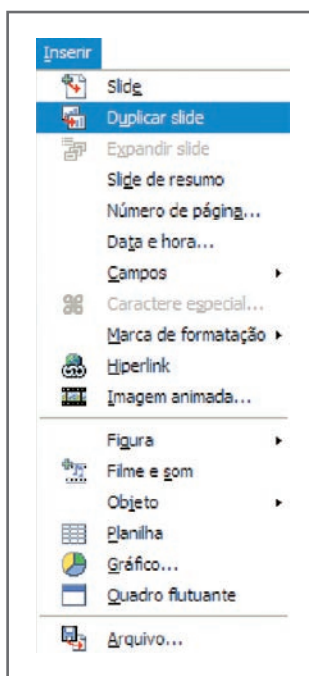 Inserir
Slide
Duplicar slide
Expandir slide
Slide de resumo
Número de página...
Data e hora...
Campos
Caractere especial...
Marca de formatação
Hiperlink
Imagem animada...
Figura
Filme e som
Objeto
Planilha
Gráfico...
Quadro flutuante
Arquivo...